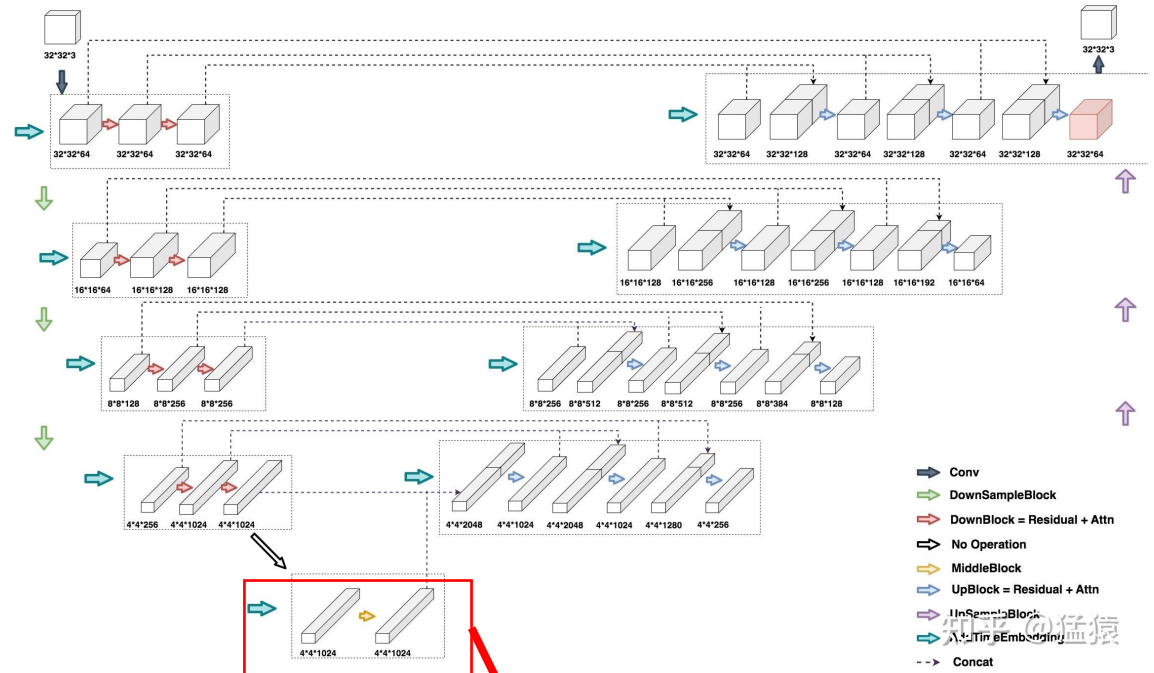 32*32*3
32*32*3
32*32*64 32*32*64 32*32*64
32*32*64 32*32*128 32*32*64 32*32*128 32*32*64 32*32*128 32*32*64
16*16*64 16*16*128 16*16*128
16*16*128 16*16*256 16*16*128 16*16*256 16*16*128 16*16*192 16*16*64
8*8*128 8*8*256 8*8*256
8*8*256 8*8*512 8*8*256 8*8*512 8*8*256 8*8*384 8*8*128
4*4*256 4*4*1024 4*4*1024
4*4*2048 4*4*1024 4*4*2048 4*4*1024 4*4*1280 4*4*256
4*4*1024 4*4*1024
Conv
DownSampleBlock
DownBlock = Residual + Attn
No Operation
MiddleBlock
UpBlock = Residual + Attn
UpSampleBlock
AddTimeEmbedding
Concat
知乎 @猛猿